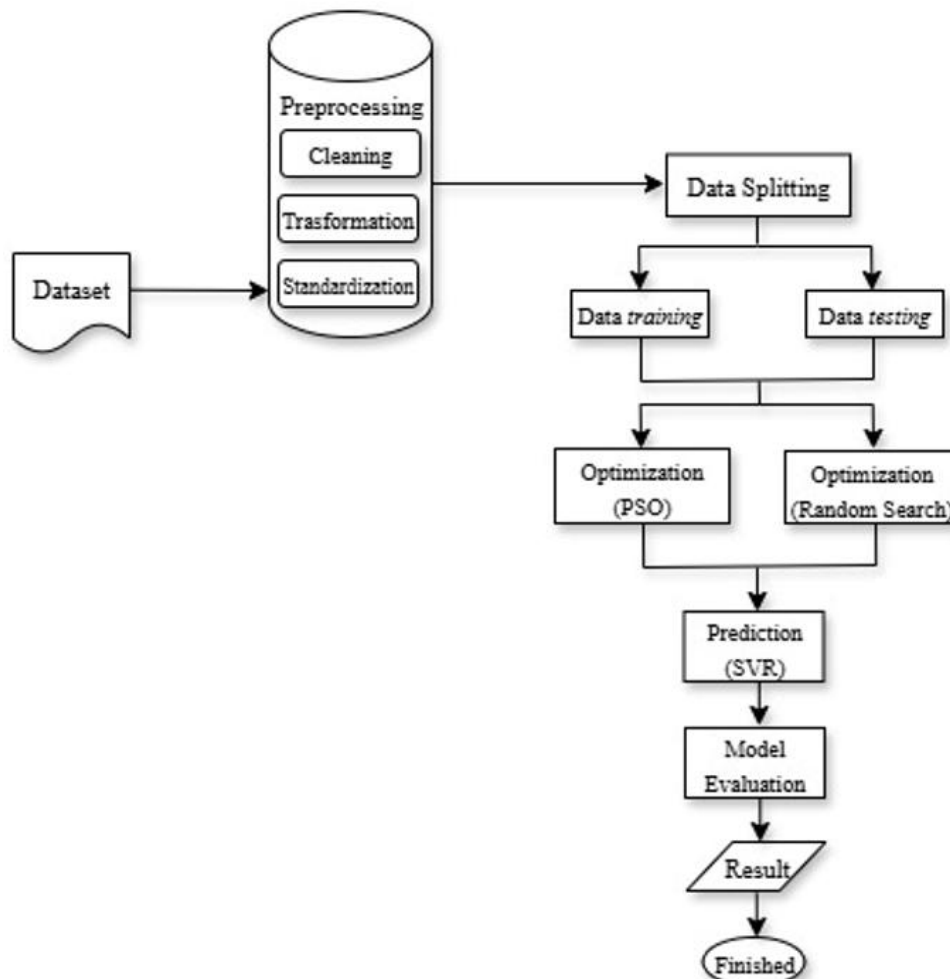 Preprocessing
Cleaning
Trasformation
Standardization
Dataset
Data Splitting
Data training
Data testing
Optimization
(PSO)
Optimization
(Random Search)
Prediction
(SVR)
Model
Evaluation
Result
Finished